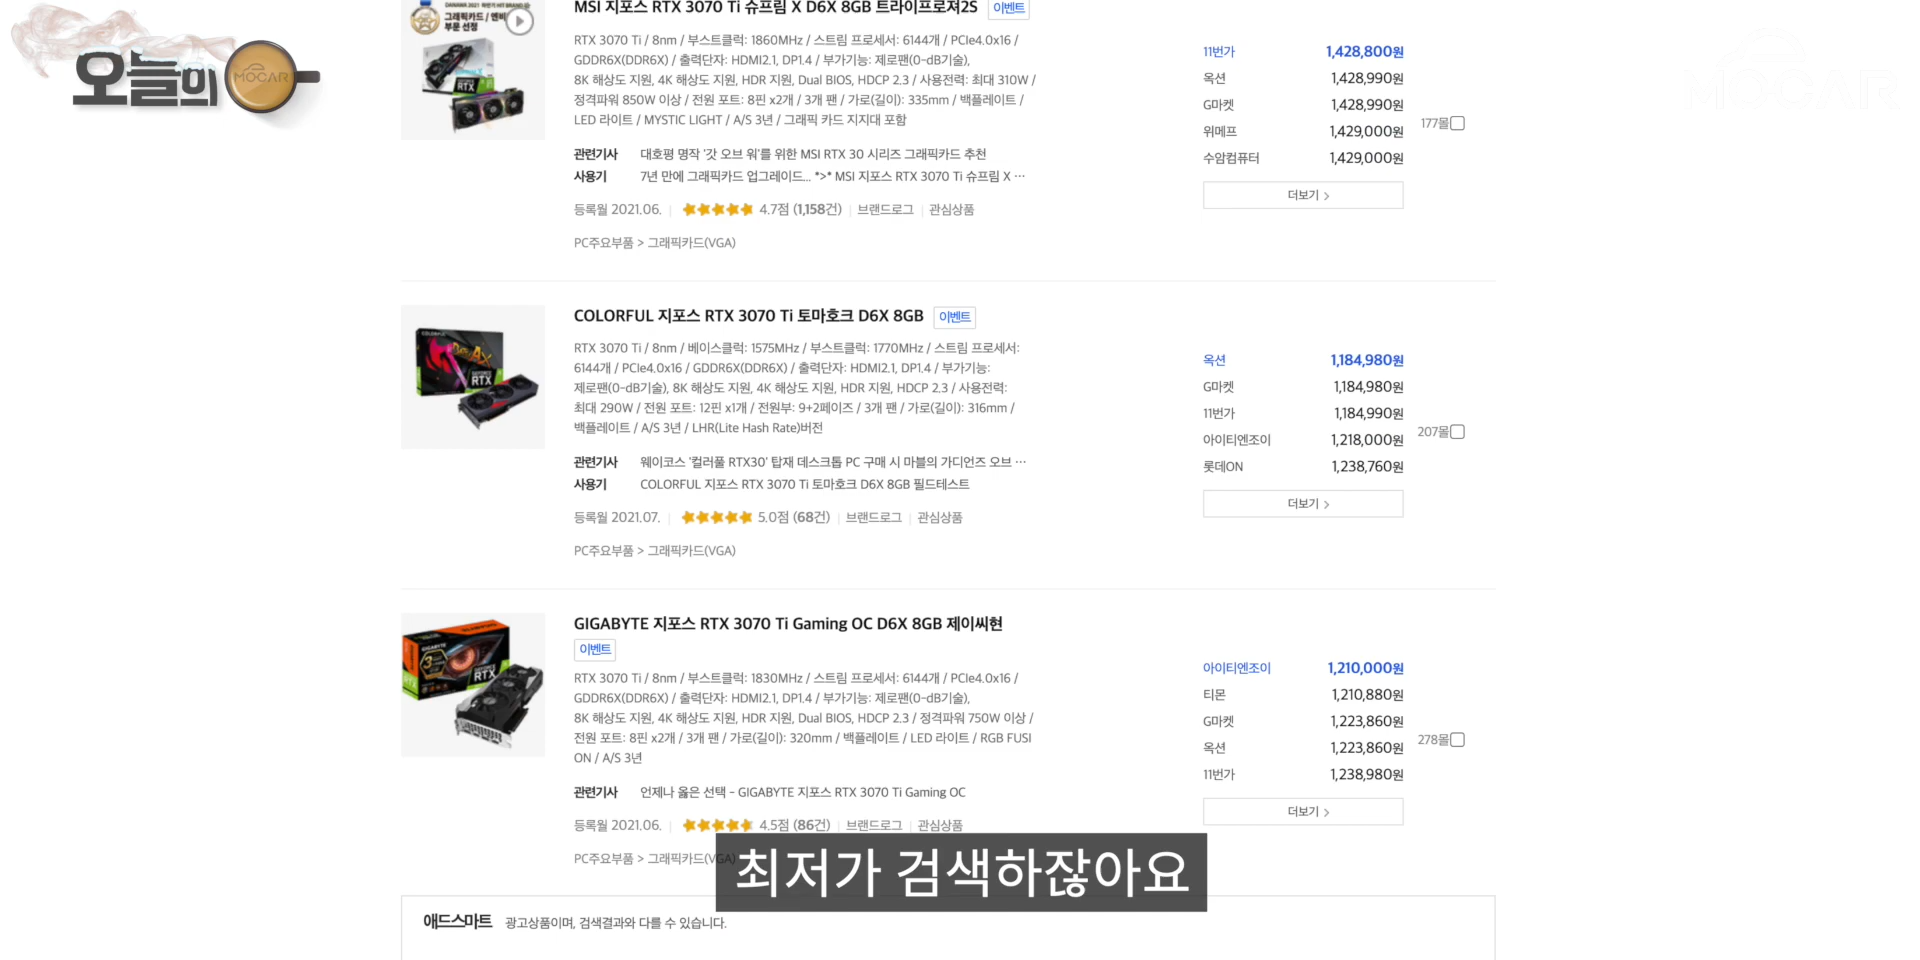 오늘의
MOCAR
MOCAR
DANAWA 2021 하반기 HIT BRAND
그래픽카드 / 엔비
부문 선정
MSI 지포스 RTX 3070 Ti 슈프림 X D6X 8GB 트라이프로져2S 이벤트
RTX 3070 Ti / 8nm / 부스트클럭: 1860MHz / 스트림 프로세서: 6144개 / PCIe4.0x16 /
GDDR6X(DDR6X) / 출력단자: HDMI2.1, DP1.4 / 부가기능: 제로팬(0-dB기술),
8K 해상도 지원, 4K 해상도 지원, HDR 지원, Dual BIOS, HDCP 2.3 / 사용전력: 최대 310W /
정격파워 850W 이상 / 전원 포트: 8핀 x2개 / 3개 팬 / 가로(길이): 335mm / 백플레이트 /
LED 라이트 / MYSTIC LIGHT / A/S 3년 / 그래픽 카드 지지대 포함
관련기사 대호평 명작 '갓 오브 워'를 위한 MSI RTX 30 시리즈 그래픽카드 추천
사용기 7년 만에 그래픽카드 업그레이드... *>* MSI 지포스 RTX 3070 Ti 슈프림 X ⋯
등록월 2021.06. 4.7점 (1,158건) 브랜드로그 관심상품
PC주요부품 > 그래픽카드(VGA)
11번가 1,428,800원
옥션 1,428,990원
G마켓 1,428,990원
위메프 1,429,000원
수암컴퓨터 1,429,000원
더보기 >
177몰
COLORFUL 지포스 RTX 3070 Ti 토마호크 D6X 8GB 이벤트
RTX 3070 Ti / 8nm / 베이스클럭: 1575MHz / 부스트클럭: 1770MHz / 스트림 프로세서:
6144개 / PCIe4.0x16 / GDDR6X(DDR6X) / 출력단자: HDMI2.1, DP1.4 / 부가기능:
제로팬(0-dB기술), 8K 해상도 지원, 4K 해상도 지원, HDR 지원, HDCP 2.3 / 사용전력:
최대 290W / 전원 포트: 12핀 x1개 / 전원부: 9+2페이즈 / 3개 팬 / 가로(길이): 316mm /
백플레이트 / A/S 3년 / LHR(Lite Hash Rate)버전
관련기사 웨이코스 '컬러풀 RTX30' 탑재 데스크톱 PC 구매 시 마블의 가디언즈 오브 ⋯
사용기 COLORFUL 지포스 RTX 3070 Ti 토마호크 D6X 8GB 필드테스트
등록월 2021.07. 5.0점 (68건) 브랜드로그 관심상품
PC주요부품 > 그래픽카드(VGA)
옥션 1,184,980원
G마켓 1,184,980원
11번가 1,184,990원
아이티엔조이 1,218,000원
롯데ON 1,238,760원
더보기 >
207몰
GIGABYTE 지포스 RTX 3070 Ti Gaming OC D6X 8GB 제이씨현
이벤트
RTX 3070 Ti / 8nm / 부스트클럭: 1830MHz / 스트림 프로세서: 6144개 / PCIe4.0x16 /
GDDR6X(DDR6X) / 출력단자: HDMI2.1, DP1.4 / 부가기능: 제로팬(0-dB기술),
8K 해상도 지원, 4K 해상도 지원, HDR 지원, Dual BIOS, HDCP 2.3 / 정격파워 750W 이상 /
전원 포트: 8핀 x2개 / 3개 팬 / 가로(길이): 320mm / 백플레이트 / LED 라이트 / RGB FUSI
ON / A/S 3년
관련기사 언제나 옳은 선택 - GIGABYTE 지포스 RTX 3070 Ti Gaming OC
등록월 2021.06. 4.5점 (86건) 브랜드로그 관심상품
PC주요부품 > 그래픽카드(VGA)
아이티엔조이 1,210,000원
티몬 1,210,880원
G마켓 1,223,860원
옥션 1,223,860원
11번가 1,238,980원
더보기 >
278몰
최저가 검색하잖아요
애드스마트 광고상품이며, 검색결과와 다를 수 있습니다.